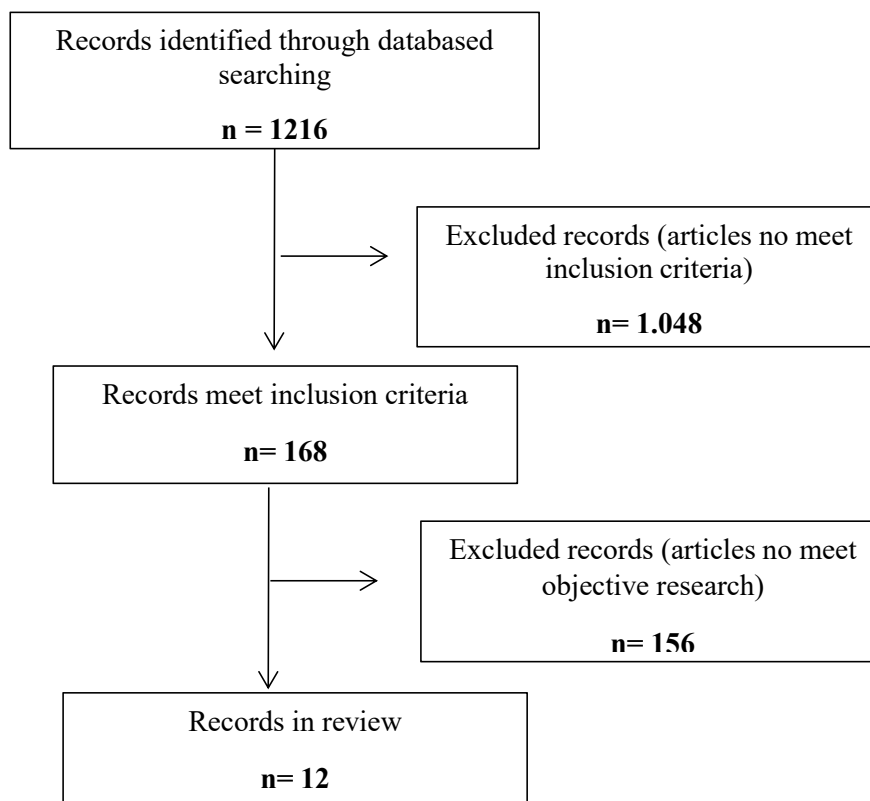 Records identified through databased
searching
n = 1216
Excluded records (articles no meet
inclusion criteria)
n= 1.048
Records meet inclusion criteria
n= 168
Excluded records (articles no meet
objective research)
n= 156
Records in review
n= 12